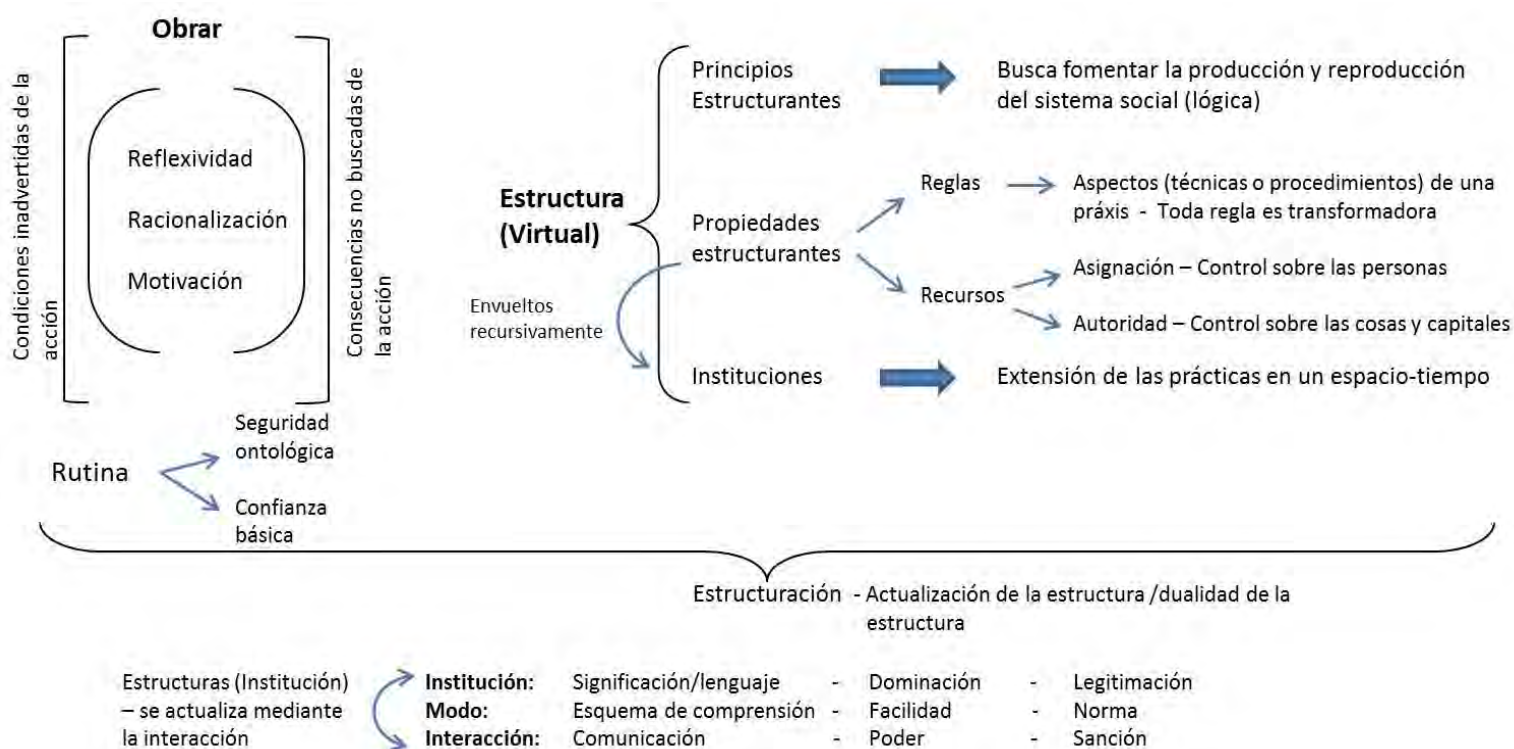 Obrar
Condiciones inadvertidas de la
acción
Reflexividad
Racionalización
Motivación
Consecuencias no buscadas de
la acción
Rutina
Seguridad
ontológica
Confianza
básica
Estructura
(Virtual)
Envueltos
recursivamente
Principios
Estructurantes
Busca fomentar la producción y reproducción
del sistema social (lógica)
Propiedades
estructurantes
Reglas
Aspectos (técnicas o procedimientos) de una
práxis - Toda regla es transformadora
Recursos
Asignación – Control sobre las personas
Autoridad – Control sobre las cosas y capitales
Instituciones
Extensión de las prácticas en un espacio-tiempo
Estructuración - Actualización de la estructura /dualidad de la
estructura
Estructuras (Institución)
– se actualiza mediante
la interacción
Institución: Significación/lenguaje - Dominación - Legitimación
Modo: Esquema de comprensión - Facilidad - Norma
Interacción: Comunicación - Poder - Sanción